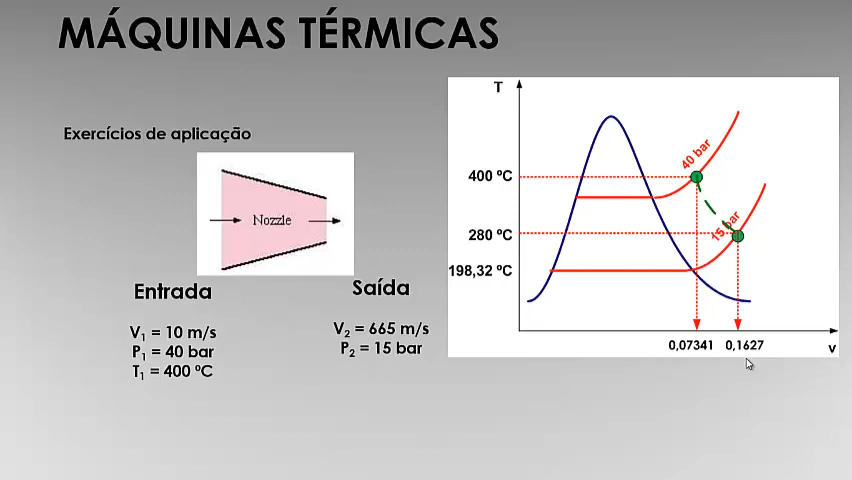 MÁQUINAS TÉRMICAS
Exercícios de aplicação
Nozzle
Entrada
V₁ = 10 m/s
P₁ = 40 bar
T₁ = 400 ºC
Saída
V₂ = 665 m/s
P₂ = 15 bar
T
40 bar
400 ºC
15 bar
280 ºC
198,32 ºC
0,07341
0,1627
v